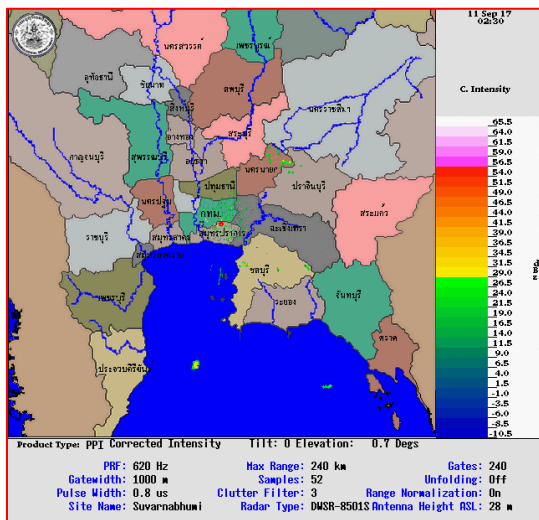 11 Sep 17
02:30
C. Intensity
65.5
64.0
61.5
59.0
56.5
54.0
51.5
49.0
46.5
44.0
41.5
39.0
36.5
34.0
31.5
29.0
26.5
24.0
21.5
19.0
16.5
14.0
11.5
9.0
6.5
4.0
1.5
-1.0
-3.5
-6.0
-8.5
-10.5
นครสวรรค์
เพชรบูรณ์
อุทัยธานี
ชัยนาท
ลพบุรี
สิงห์บุรี
นครราชสีมา
อ่างทอง
สระบุรี
กาญจนบุรี
สุพรรณบุรี
อยุธยา
นครนายก
ปราจีนบุรี
ปทุมธานี
นครปฐม
กทม.
สระแก้ว
ฉะเชิงเทรา
ราชบุรี
สมุทรสาคร
สมุทรปราการ
ชลบุรี
เพชรบุรี
ระยอง
จันทบุรี
ตราด
ประจวบคีรีขันธ์
Product Type: PPI Corrected Intensity Tilt: 0 Elevation: 0.7 Degs
PRF: 620 Hz Max Range: 240 km Gates: 240
Gatewidth: 1000 m Samples: 52 Unfolding: Off
Pulse Width: 0.8 us Clutter Filter: 3 Range Normalization: On
Site Name: Suvarnabhumi Radar Type: DWSR-8501S Antenna Height ASL: 28 m